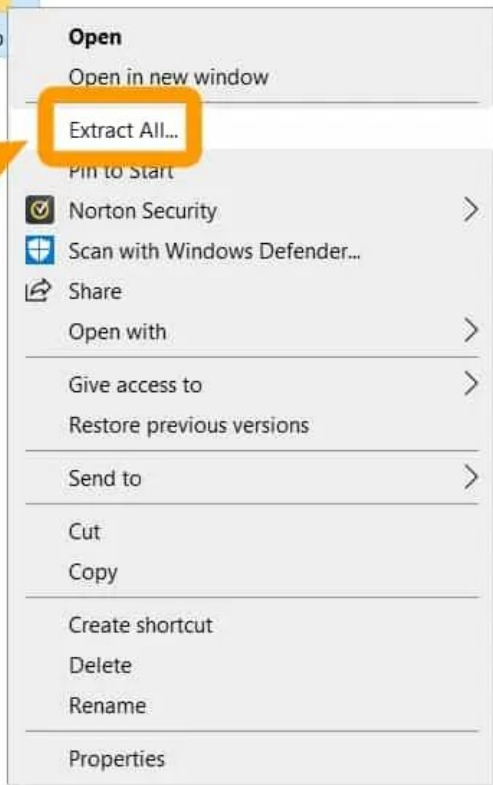 Open
Open in new window
Extract All...
Pin to Start
Norton Security
Scan with Windows Defender...
Share
Open with
Give access to
Restore previous versions
Send to
Cut
Copy
Create shortcut
Delete
Rename
Properties